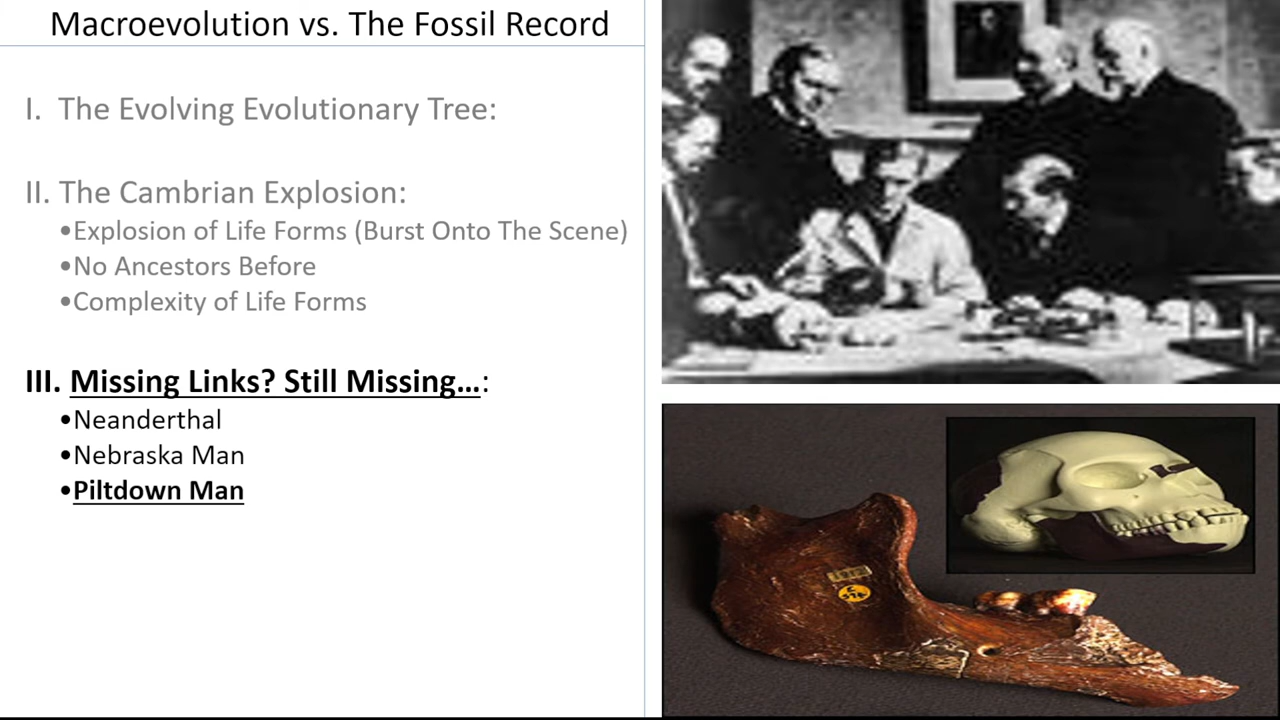 Macroevolution vs. The Fossil Record
I. The Evolving Evolutionary Tree:
II. The Cambrian Explosion:
•Explosion of Life Forms (Burst Onto The Scene)
•No Ancestors Before
•Complexity of Life Forms
III. Missing Links? Still Missing...:
•Neanderthal
•Nebraska Man
•Piltdown Man